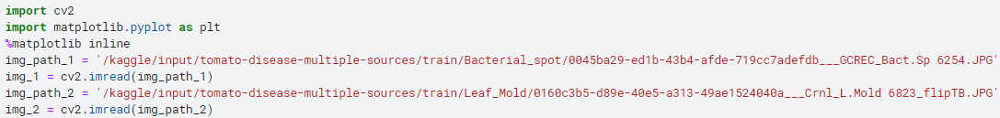 import cv2
import matplotlib.pyplot as plt
%matplotlib inline
img_path_1 = '/kaggle/input/tomato-disease-multiple-sources/train/Bacterial_spot/0045ba29-ed1b-43b4-afde-719cc7adefdb___GCREC_Bact.Sp 6254.JPG'
img_1 = cv2.imread(img_path_1)
img_path_2 = '/kaggle/input/tomato-disease-multiple-sources/train/Leaf_Mold/0160c3b5-d89e-40e5-a313-49ae1524040a___Crnl_L.Mold 6823_flipTB.JPG'
img_2 = cv2.imread(img_path_2)